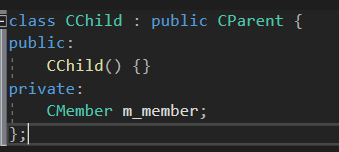 class CChild : public CParent {
public:
    CChild() {}
private:
    CMember m_member;
};